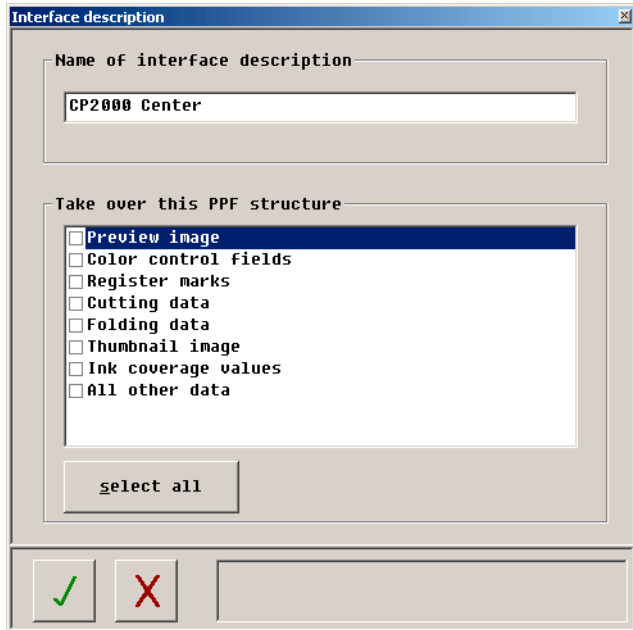 Interface description
Name of interface description
CP2000 Center
Take over this PPF structure
Preview image
Color control fields
Register marks
Cutting data
Folding data
Thumbnail image
Ink coverage values
All other data
select all